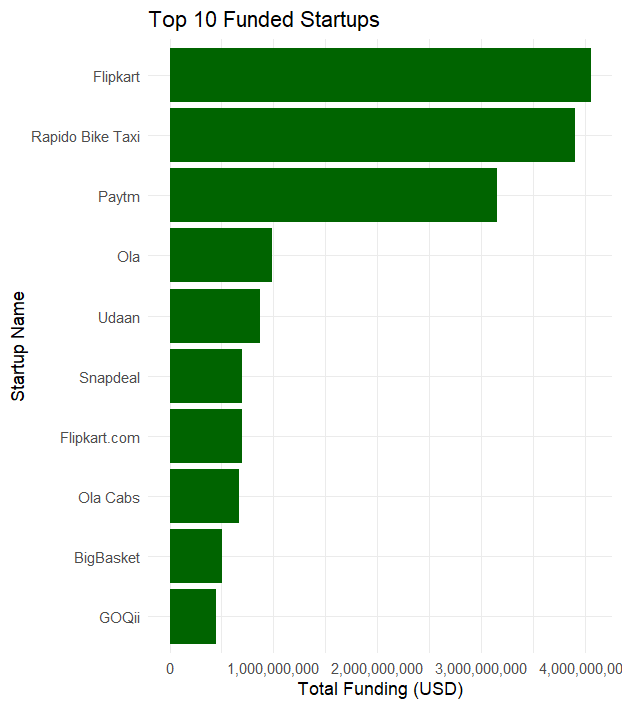 Top 10 Funded Startups
Startup Name
Flipkart
Rapido Bike Taxi
Paytm
Ola
Udaan
Snapdeal
Flipkart.com
Ola Cabs
BigBasket
GOQii
0 1,000,000,000 2,000,000,000 3,000,000,000 4,000,000,0
Total Funding (USD)